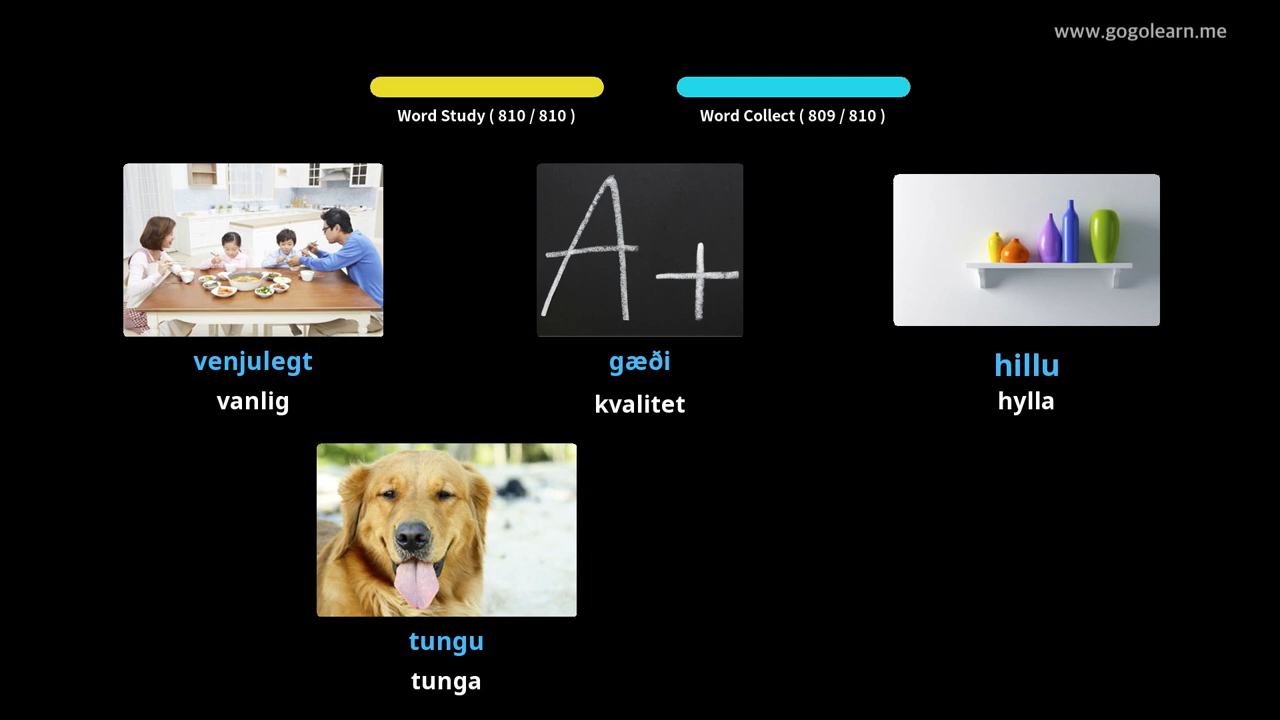 www.gogolearn.me
Word Study ( 810 / 810 )
Word Collect ( 809 / 810 )
A+
venjulegt
vanlig
gæði
kvalitet
hillu
hylla
tungu
tunga